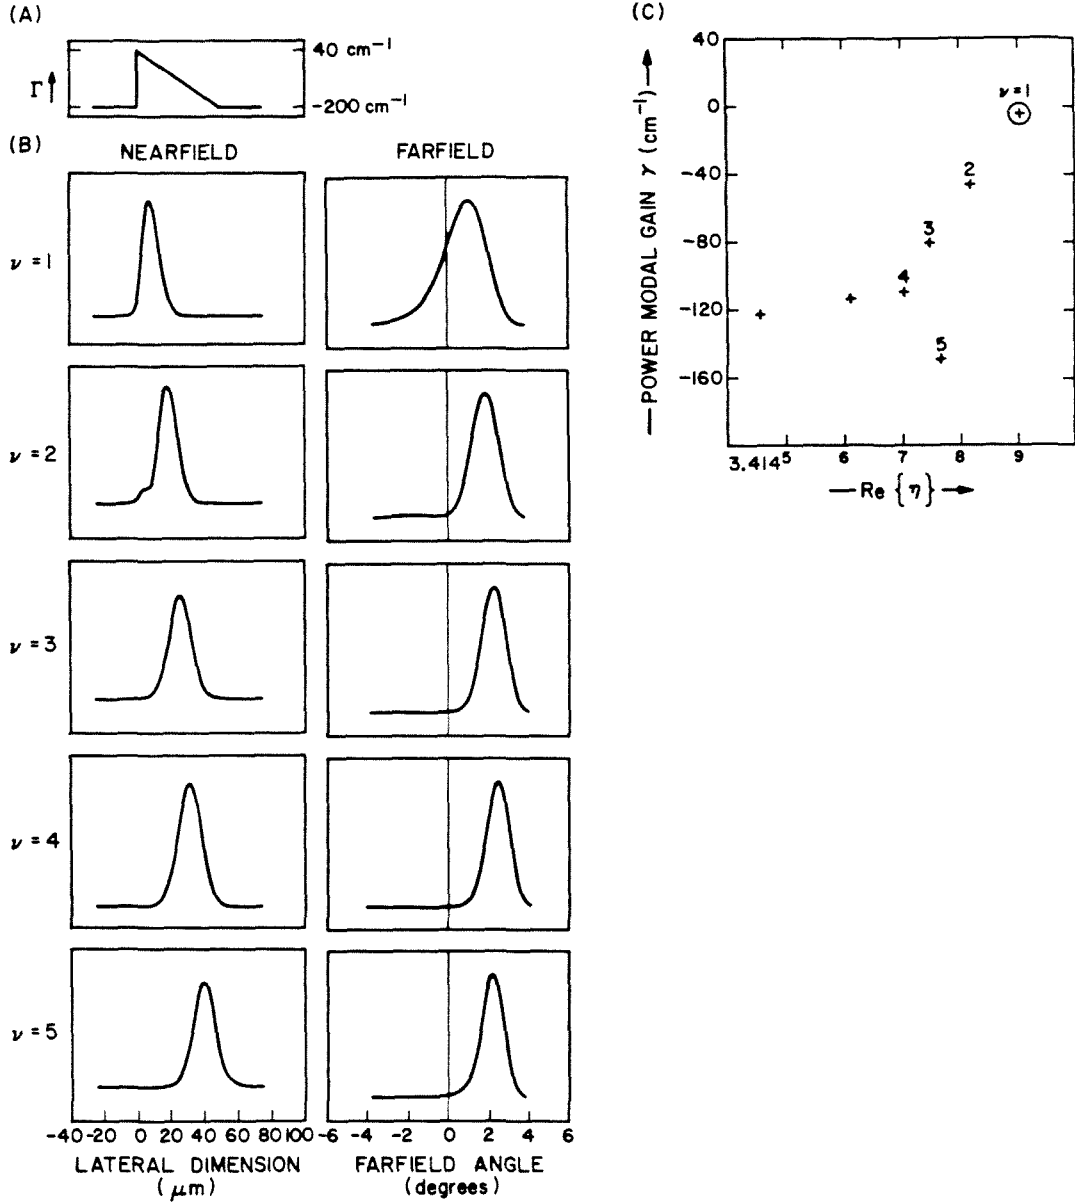 (A)
Γ
40 cm⁻¹
-200 cm⁻¹
(B)
NEARFIELD
FARFIELD
ν = 1
ν = 2
ν = 3
ν = 4
ν = 5
-40 -20 0 20 40 60 80 100
LATERAL DIMENSION
(μm)
-6 -4 -2 0 2 4 6
FARFIELD ANGLE
(degrees)
(C)
POWER MODAL GAIN γ (cm⁻¹)
40
0
-40
-80
-120
-160
ν=1
2
3
4
5
3.414⁵ 6 7 8 9
Re {η}